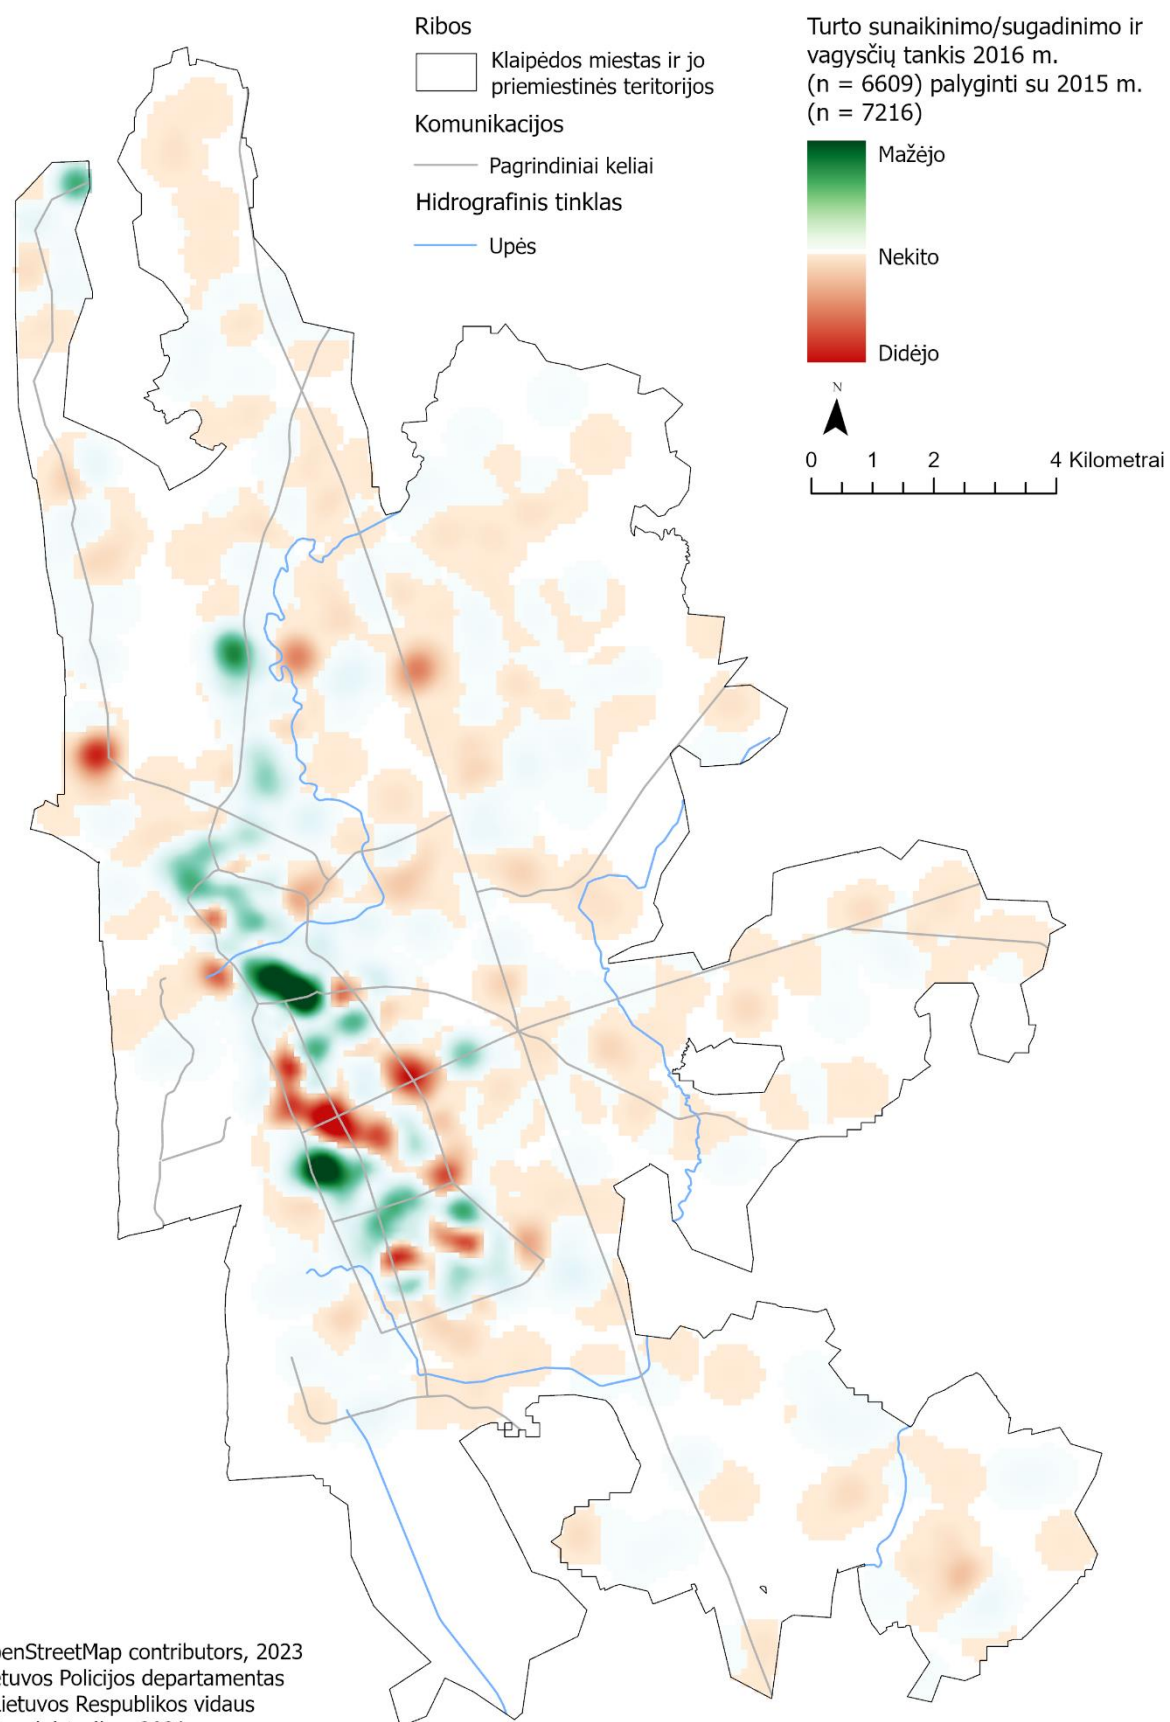 Ribos
Klaipėdos miestas ir jo
priemiestinės teritorijos
Komunikacijos
Pagrindiniai keliai
Hidrografinis tinklas
Upės
Turto sunaikinimo/sugadinimo ir
vagysčių tankis 2016 m.
(n = 6609) palyginti su 2015 m.
(n = 7216)
Mažėjo
Nekito
Didėjo
N
0 1 2 4 Kilometrai
penStreetMap contributors, 2023
etuvos Policijos departamentas
Lietuvos Respublikos vidaus